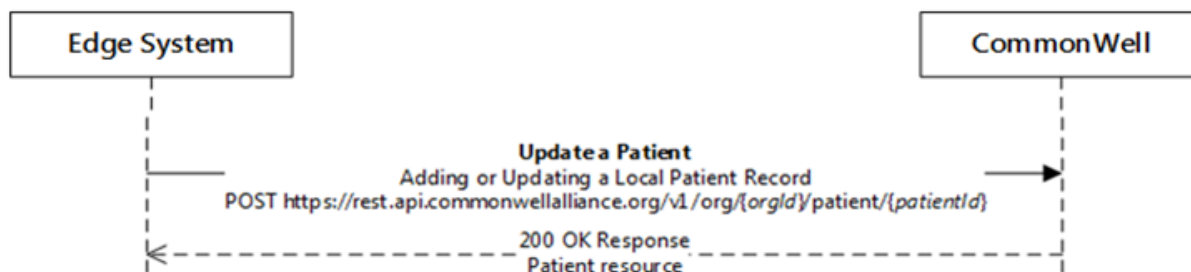 Edge System
CommonWell
Update a Patient
Adding or Updating a Local Patient Record
POST https://rest.api.commonwellalliance.org/v1/org/{orgId}/patient/{patientId}
200 OK Response
Patient resource